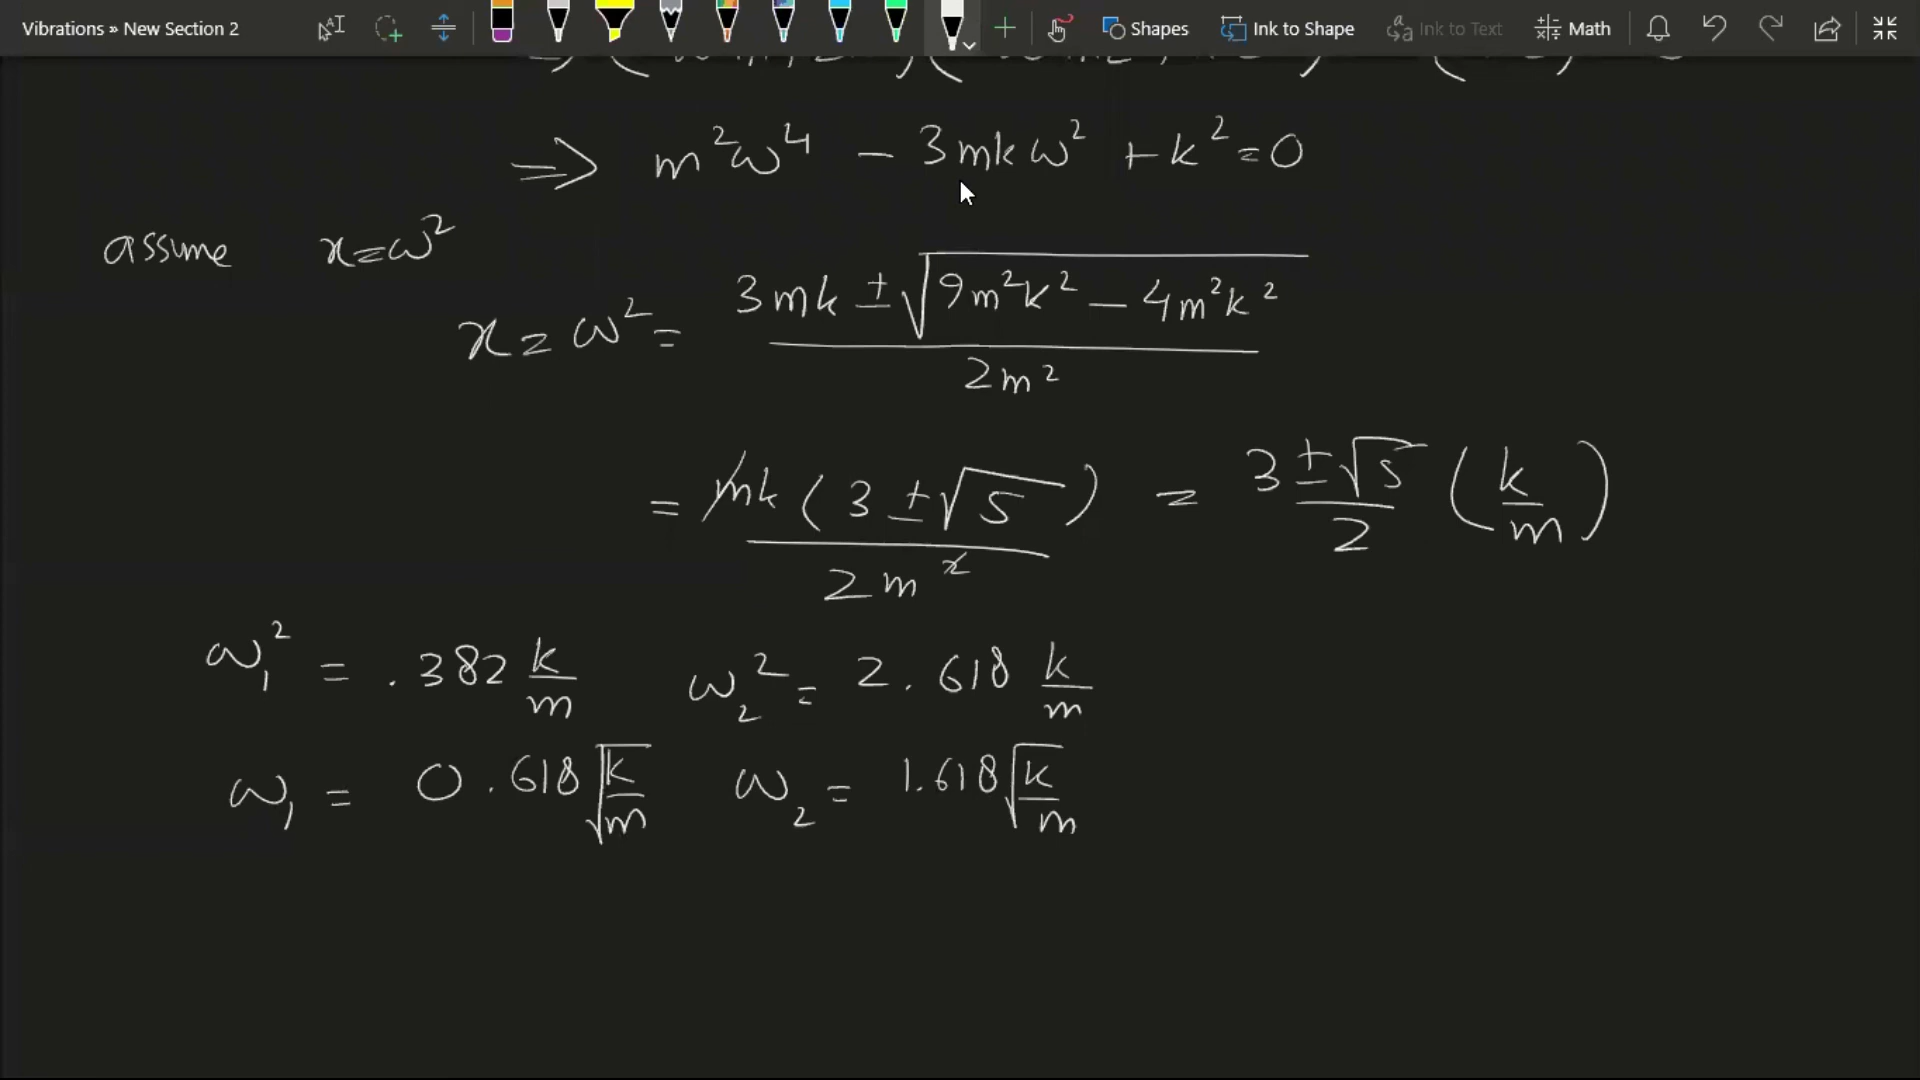 Vibrations » New Section 2
Shapes Ink to Shape Ink to Text Math
⇒ m²ω⁴ − 3mkω² + k² = 0
assume x = ω²
x = ω² = (3mk ± √(9m²k² − 4m²k²)) / 2m²
= mk(3 ± √5) / 2m² = (3 ± √5)/2 (k/m)
ω₁² = .382 k/m ω₂² = 2.618 k/m
ω₁ = 0.618 √(k/m) ω₂ = 1.618 √(k/m)